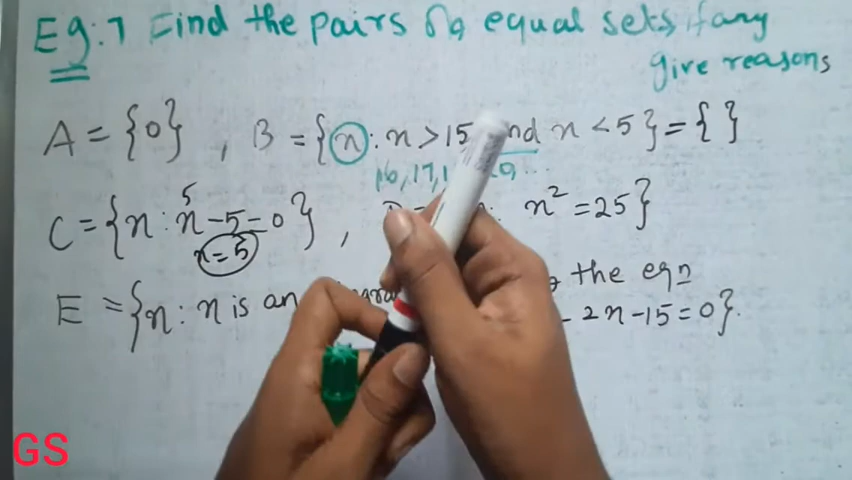 Eg:7 Find the pairs of equal sets, if any
give reasons
A = {0} , B = {x : x > 15 and x < 5} = { }
16, 17, 1
5
C = {x : x - 5 = 0} , : x² = 25}
x = 5
E = {x : x is an the eqn
- 2x - 15 = 0}.
GS